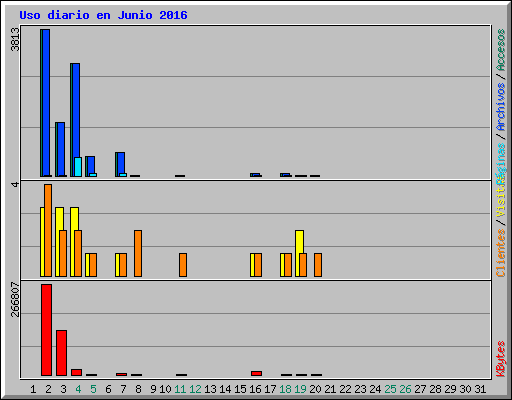 Uso diario en Junio 2016
3813
4
266807
Accesos / Archivos / Páginas
Clientes / Visitas
KBytes
1 2 3 4 5 6 7 8 9 10 11 12 13 14 15 16 17 18 19 20 21 22 23 24 25 26 27 28 29 30 31